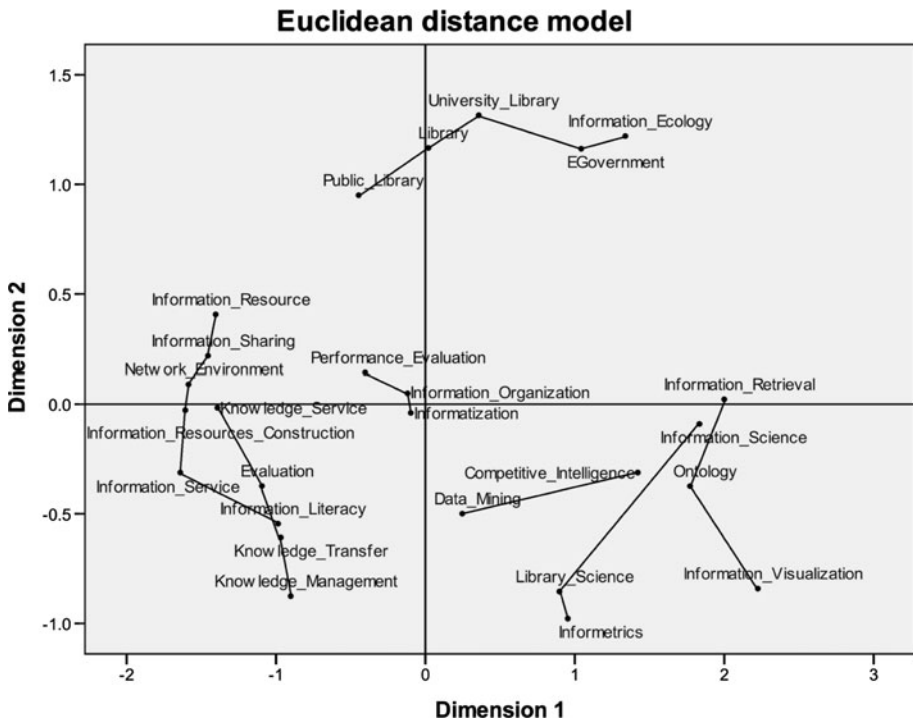 Euclidean distance model
1.5
University_Library
Information_Ecology
Library
EGovernment
1.0
Public_Library
0.5
Information_Resource
Information_Sharing
Network_Environment
Performance_Evaluation
Information_Retrieval
Information_Organization
0.0
Knowledge_Service
Informatization
Information_Resources_Construction
Information_Science
Evaluation
Competitive_Intelligence
Ontology
Information_Service
Data_Mining
-0.5
Information_Literacy
Knowledge_Transfer
Knowledge_Management
Library_Science
Information_Visualization
-1.0
Informetrics
Dimension 2
-2
-1
0
1
2
3
Dimension 1